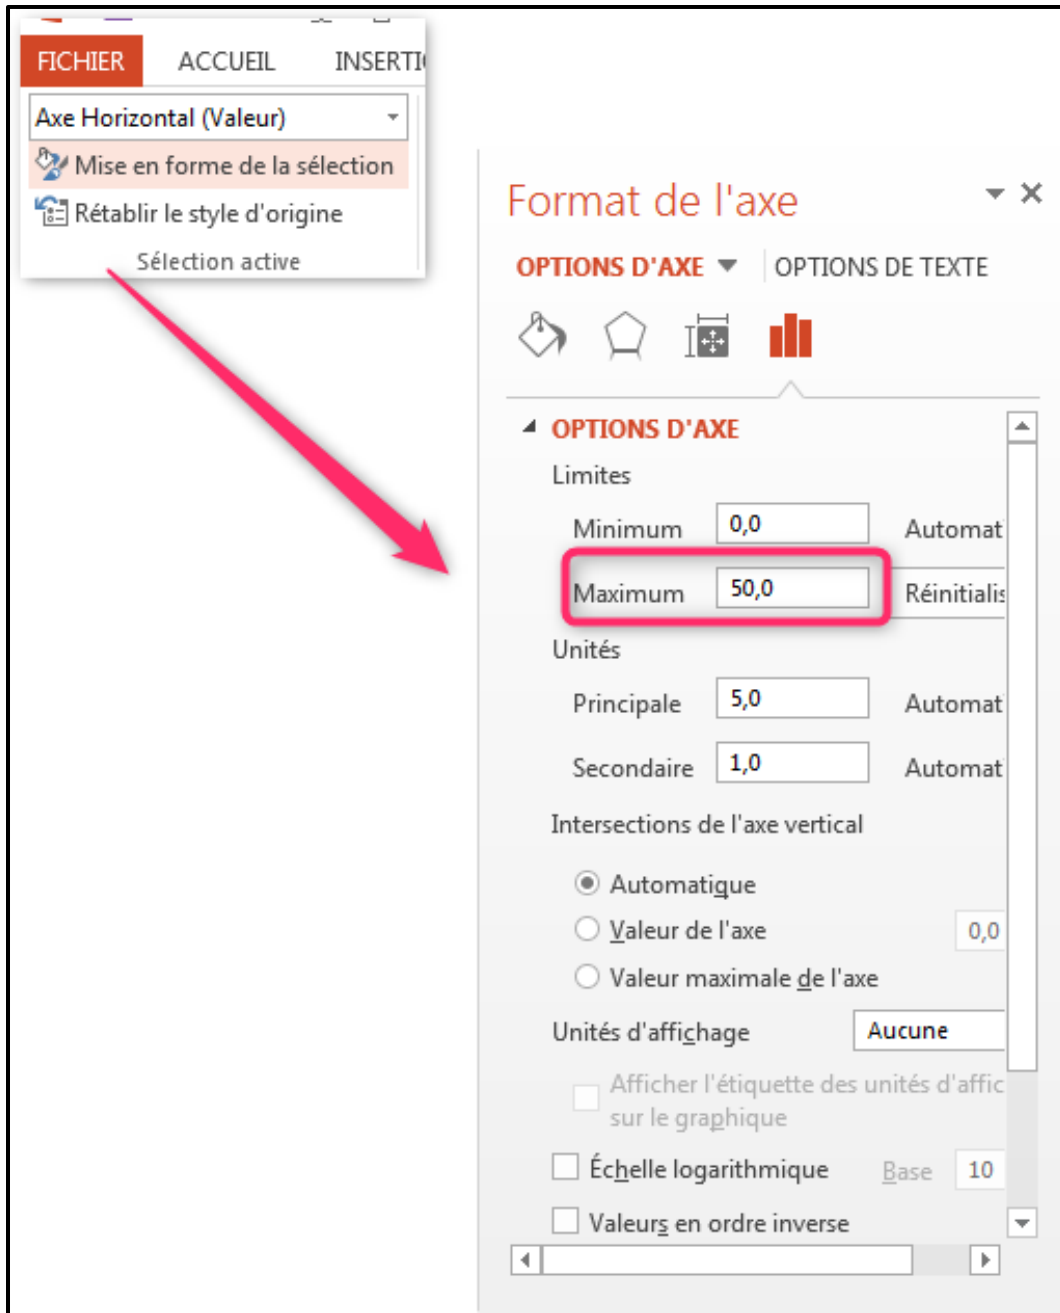 FICHIER ACCUEIL INSERTI
Axe Horizontal (Valeur)
Mise en forme de la sélection
Rétablir le style d'origine
Sélection active
Format de l'axe
OPTIONS D'AXE OPTIONS DE TEXTE
OPTIONS D'AXE
Limites
Minimum 0,0 Automat
Maximum 50,0 Réinitialis
Unités
Principale 5,0 Automat
Secondaire 1,0 Automat
Intersections de l'axe vertical
Automatique
Valeur de l'axe 0,0
Valeur maximale de l'axe
Unités d'affichage Aucune
Afficher l'étiquette des unités d'affic
sur le graphique
Échelle logarithmique Base 10
Valeurs en ordre inverse